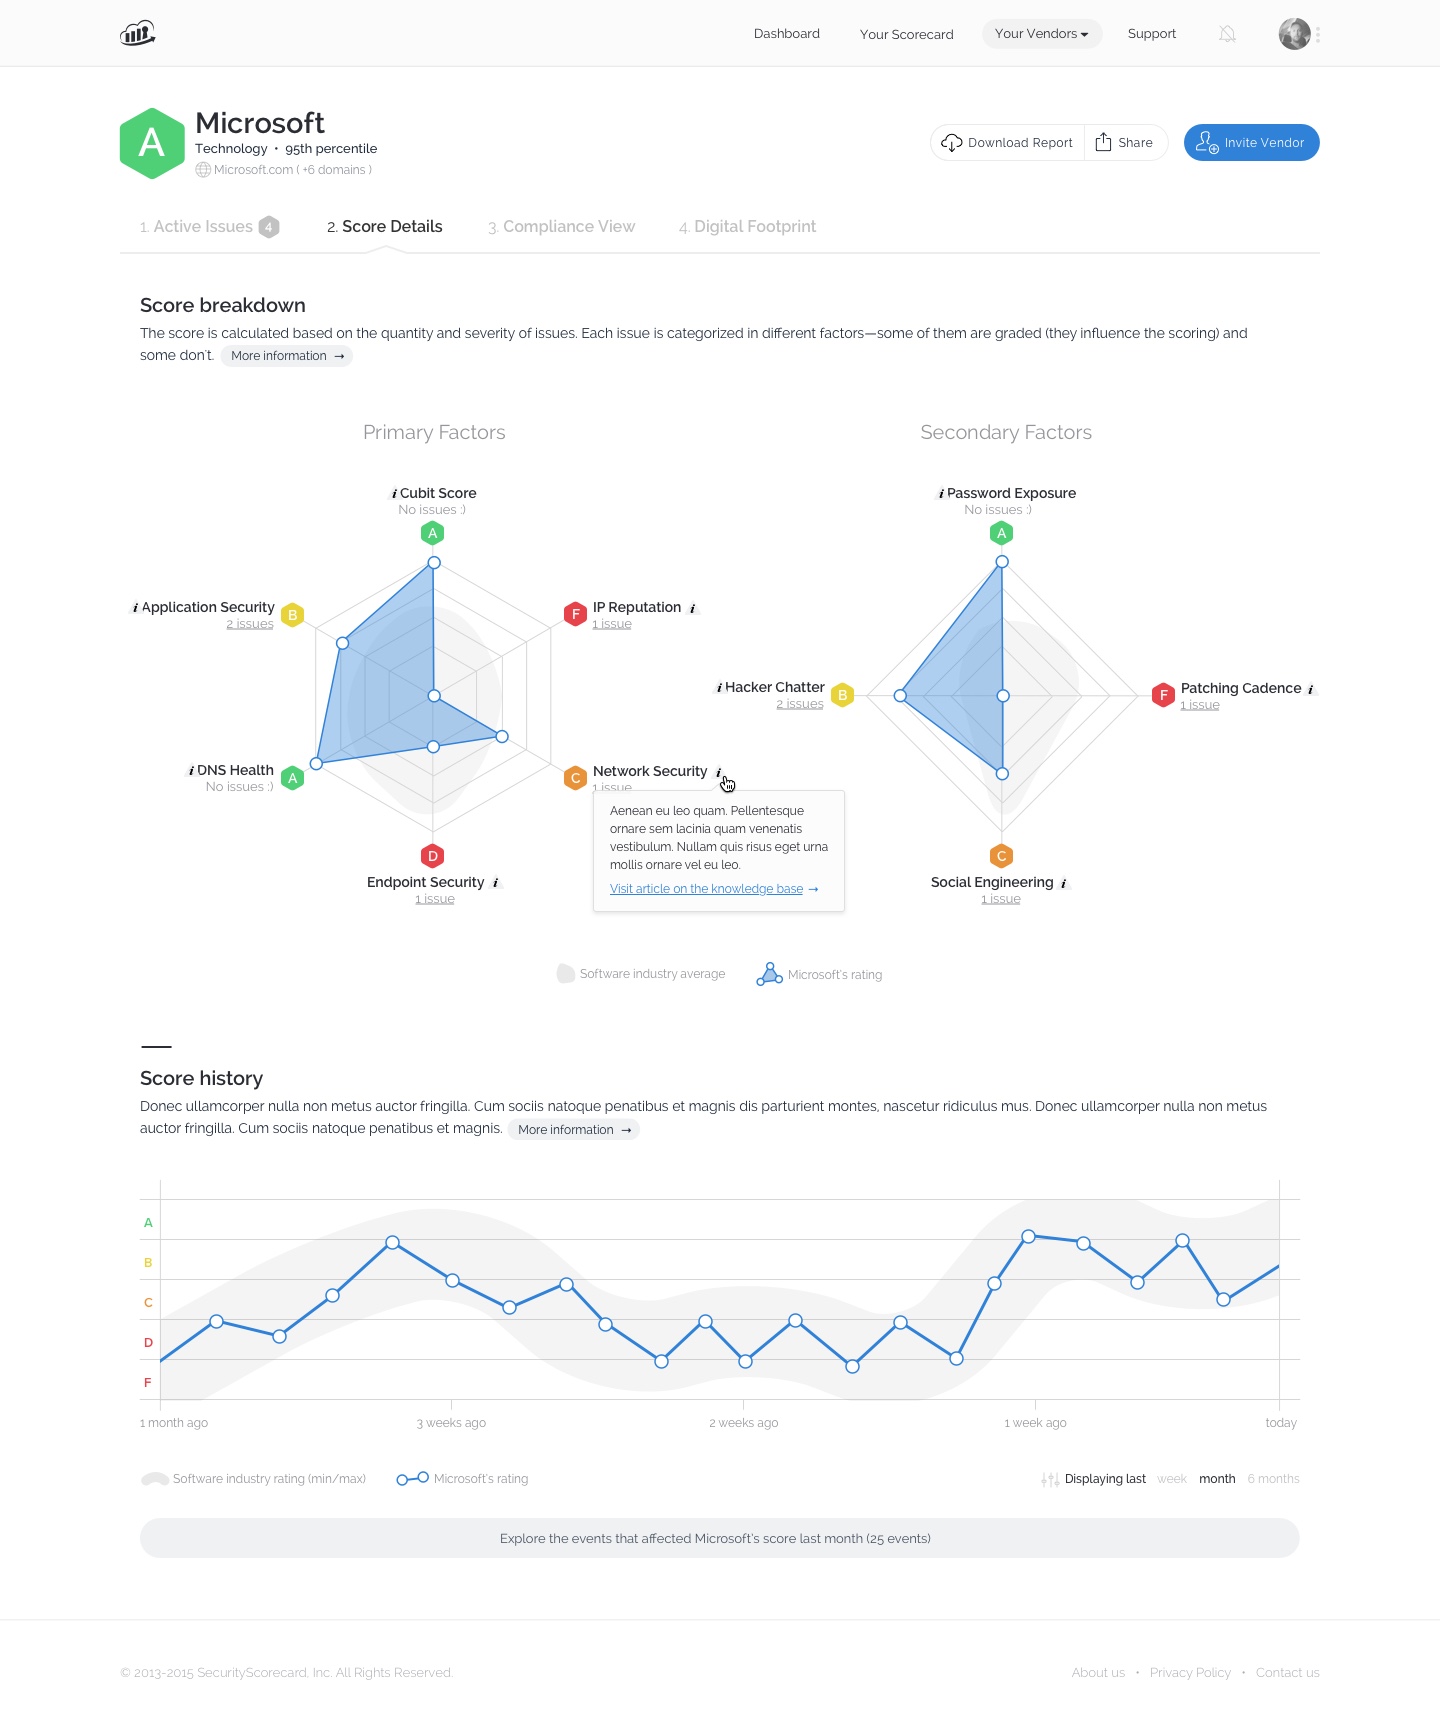 Dashboard
Your Scorecard
Your Vendors
Support
A
Microsoft
Technology • 95th percentile
Microsoft.com ( +6 domains )
Download Report
Share
Invite Vendor
1. Active Issues 4
2. Score Details
3. Compliance View
4. Digital Footprint
Score breakdown
The score is calculated based on the quantity and severity of issues. Each issue is categorized in different factors—some of them are graded (they influence the scoring) and
some don't. More information →
Primary Factors
i Cubit Score
No issues :)
A
i Application Security
2 issues
B
F
IP Reputation i
1 issue
i DNS Health
No issues :)
A
C
Network Security i
1 issue
Aenean eu leo quam. Pellentesque
ornare sem lacinia quam venenatis
vestibulum. Nullam quis risus eget urna
mollis ornare vel eu leo.
Visit article on the knowledge base →
D
Endpoint Security i
1 issue
Secondary Factors
i Password Exposure
No issues :)
A
i Hacker Chatter
2 issues
B
F
Patching Cadence i
1 issue
C
Social Engineering i
1 issue
Software industry average
Microsoft's rating
Score history
Donec ullamcorper nulla non metus auctor fringilla. Cum sociis natoque penatibus et magnis dis parturient montes, nascetur ridiculus mus. Donec ullamcorper nulla non metus
auctor fringilla. Cum sociis natoque penatibus et magnis. More information →
A
B
C
D
F
1 month ago
3 weeks ago
2 weeks ago
1 week ago
today
Software industry rating (min/max)
Microsoft's rating
Displaying last week month 6 months
Explore the events that affected Microsoft's score last month (25 events)
© 2013-2015 SecurityScorecard, Inc. All Rights Reserved.
About us • Privacy Policy • Contact us